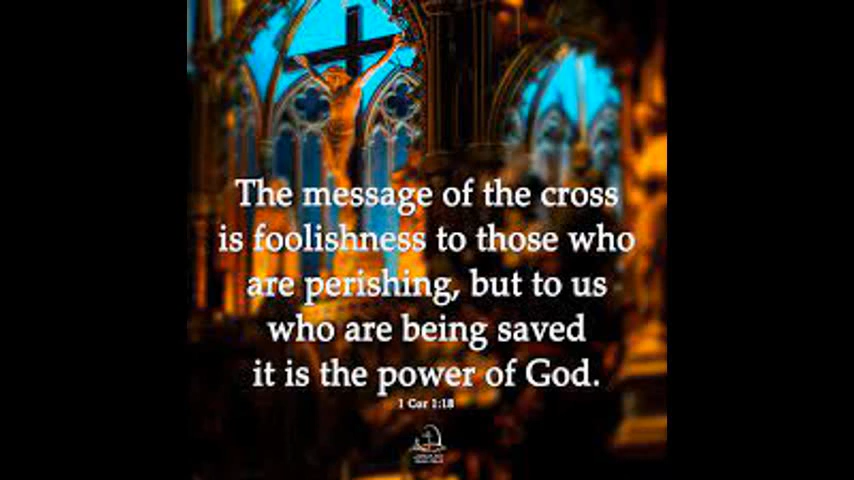 The message of the cross
is foolishness to those who
are perishing, but to us
who are being saved
it is the power of God.
1 Cor 1:18